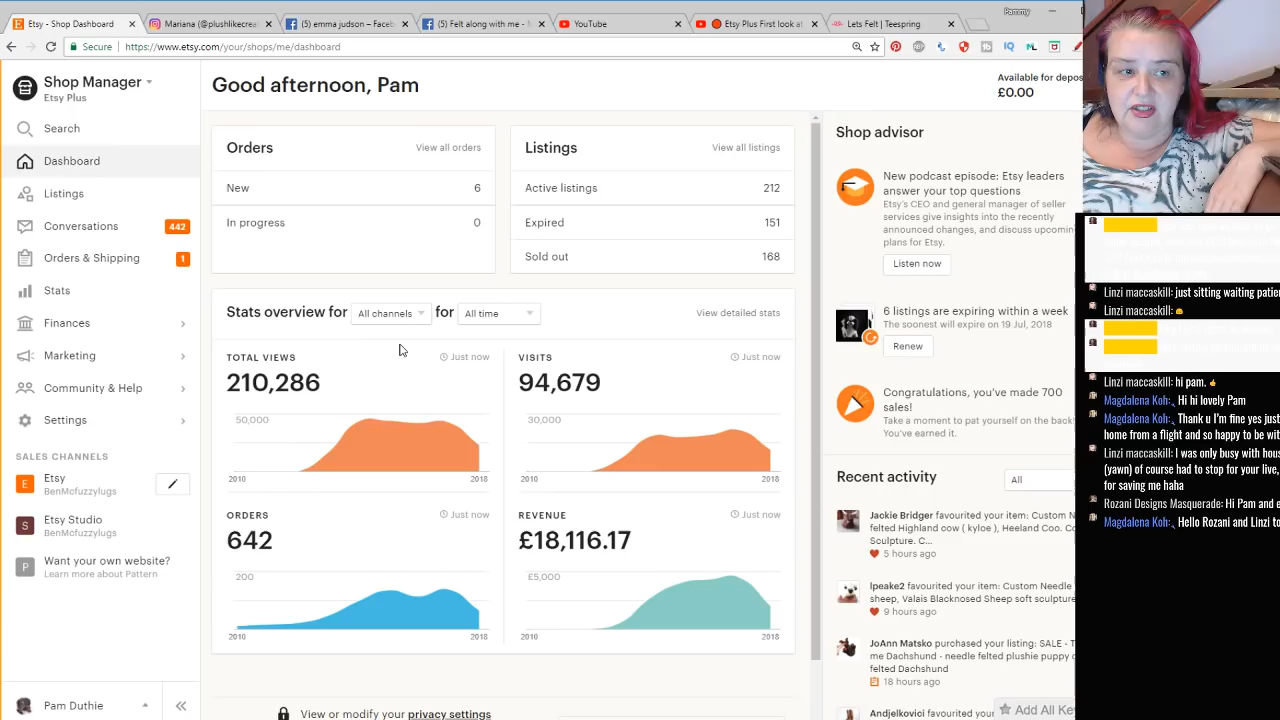 Etsy - Shop Dashboard
Mariana (@plushlikecrea
(5) emma judson – Faceb
(5) Felt along with me -
YouTube
Etsy Plus First look at
Lets Felt | Teespring
Pammy
Secure
https://www.etsy.com/your/shops/me/dashboard
Shop Manager
Etsy Plus
Search
Dashboard
Listings
Conversations 442
Orders & Shipping 1
Stats
Finances
Marketing
Community & Help
Settings
SALES CHANNELS
E Etsy
BenMcfuzzylugs
S Etsy Studio
BenMcfuzzylugs
P Want your own website?
Learn more about Pattern
Pam Duthie
Good afternoon, Pam
Available for depos
£0.00
Orders View all orders
New 6
In progress 0
Listings View all listings
Active listings 212
Expired 151
Sold out 168
Stats overview for All channels for All time View detailed stats
TOTAL VIEWS Just now
210,286
50,000
2010 2018
VISITS Just now
94,679
30,000
2010 2018
ORDERS Just now
642
200
2010 2018
REVENUE Just now
£18,116.17
£5,000
2010 2018
View or modify your privacy settings
Shop advisor
New podcast episode: Etsy leaders
answer your top questions
Etsy's CEO and general manager of seller
services give insights into the recently
announced changes, and discuss upcoming
plans for Etsy.
Listen now
6 listings are expiring within a week
The soonest will expire on 19 Jul, 2018
Renew
Congratulations, you've made 700
sales!
Take a moment to pat yourself on the back!
You've earned it.
Recent activity All
Jackie Bridger favourited your item: Custom Needle
felted Highland cow ( kyloe ), Heeland Coo. Co
Sculpture. C...
5 hours ago
lpeake2 favourited your item: Custom Needle
sheep, Valais Blacknosed Sheep soft sculpture
9 hours ago
JoAnn Matsko purchased your listing: SALE - T
me Dachshund - needle felted plushie puppy
felted Dachshund
18 hours ago
Andjelkovici favourited your
Add All Ke
Linzi maccaskill: just sitting waiting patie
Linzi maccaskill:
Linzi maccaskill: hi pam.
Magdalena Koh: Hi hi lovely Pam
Magdalena Koh: Thank u I'm fine yes just
home from a flight and so happy to be wit
Linzi maccaskill: I was only busy with hous
(yawn) of course had to stop for your live,
for saving me haha
Rozani Designs Masquerade: Hi Pam and e
Magdalena Koh: Hello Rozani and Linzi to